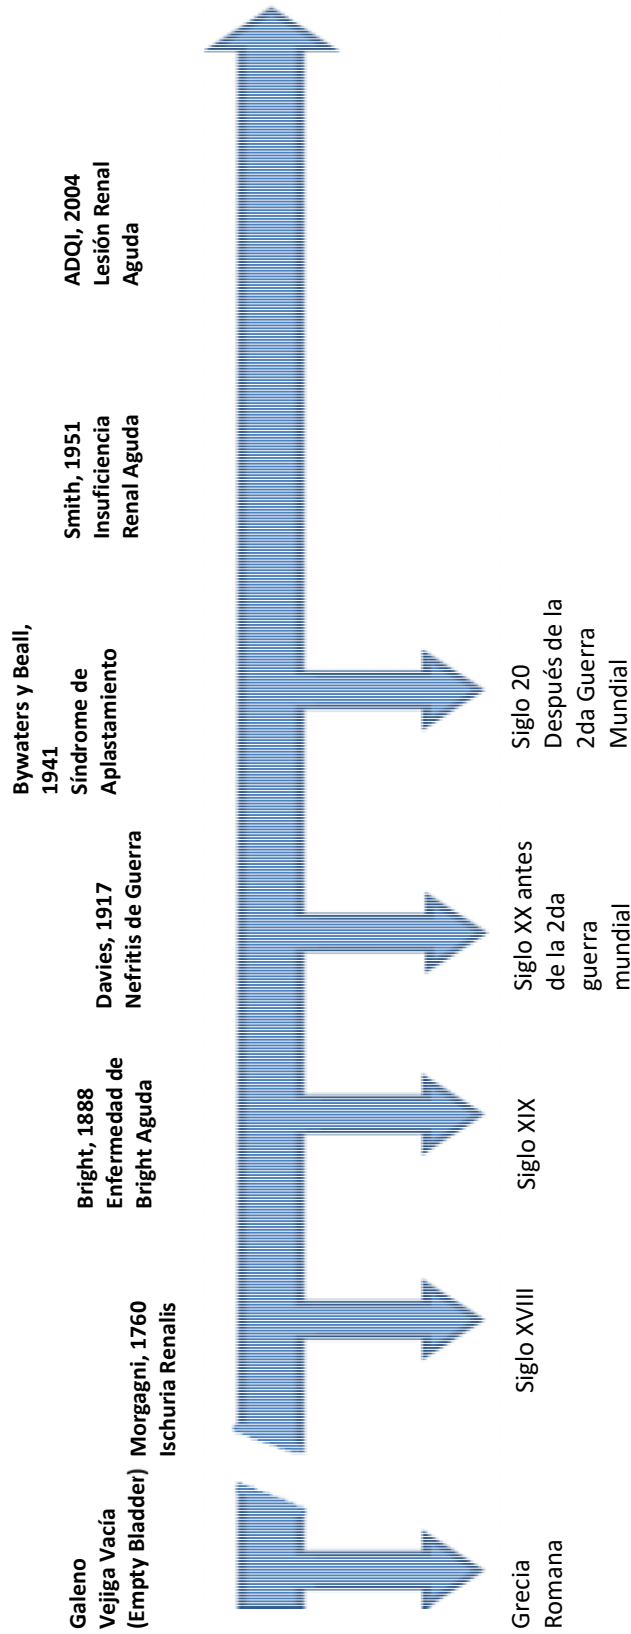 Galeno
Vejiga Vacía
(Empty Bladder)
Morgagni, 1760
Ischuria Renalis
Bright, 1888
Enfermedad de
Bright Aguda
Davies, 1917
Nefritis de Guerra
Bywaters y Beall,
1941
Síndrome de
Aplastamiento
Smith, 1951
Insuficiencia
Renal Aguda
ADQI, 2004
Lesión Renal
Aguda
Grecia
Romana
Siglo XVIII
Siglo XIX
Siglo XX antes
de la 2da
guerra
mundial
Siglo 20
Después de la
2da Guerra
Mundial